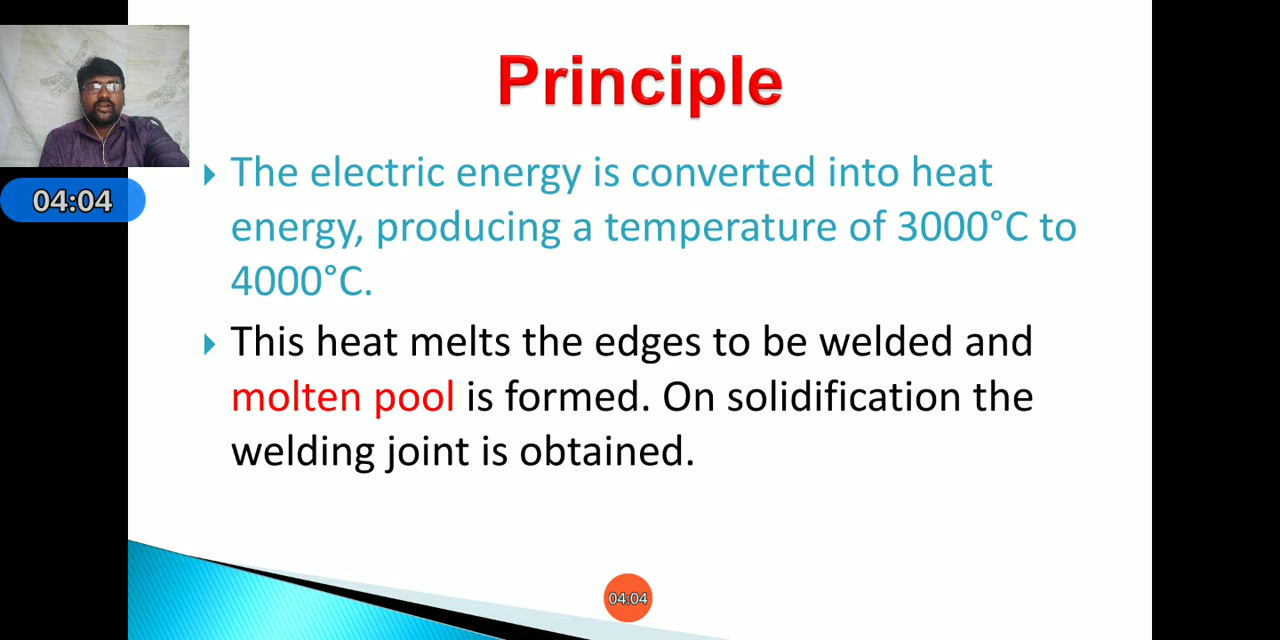 Principle
04:04
The electric energy is converted into heat
energy, producing a temperature of 3000°C to
4000°C.
This heat melts the edges to be welded and
molten pool is formed. On solidification the
welding joint is obtained.
04:04